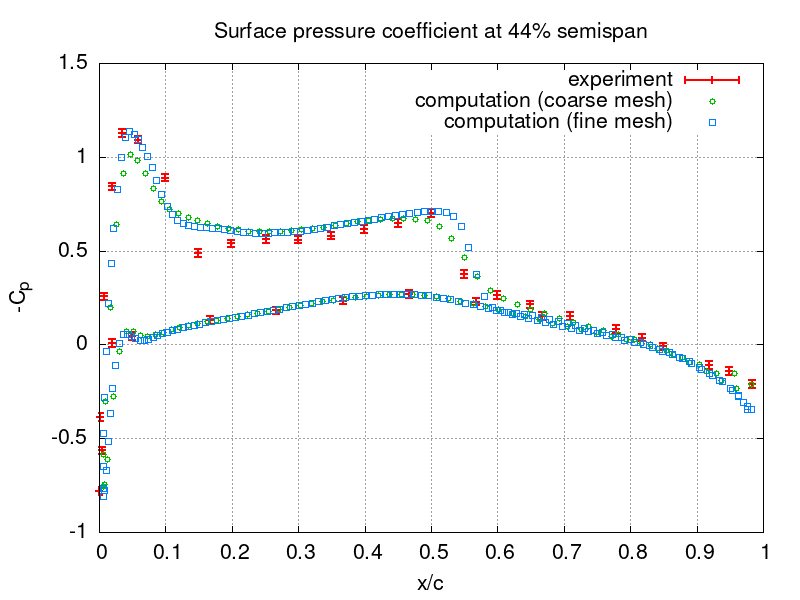 Surface pressure coefficient at 44% semispan
experiment
computation (coarse mesh)
computation (fine mesh)
1.5
1
0.5
0
-0.5
-1
-Cp
0 0.1 0.2 0.3 0.4 0.5 0.6 0.7 0.8 0.9 1
x/c